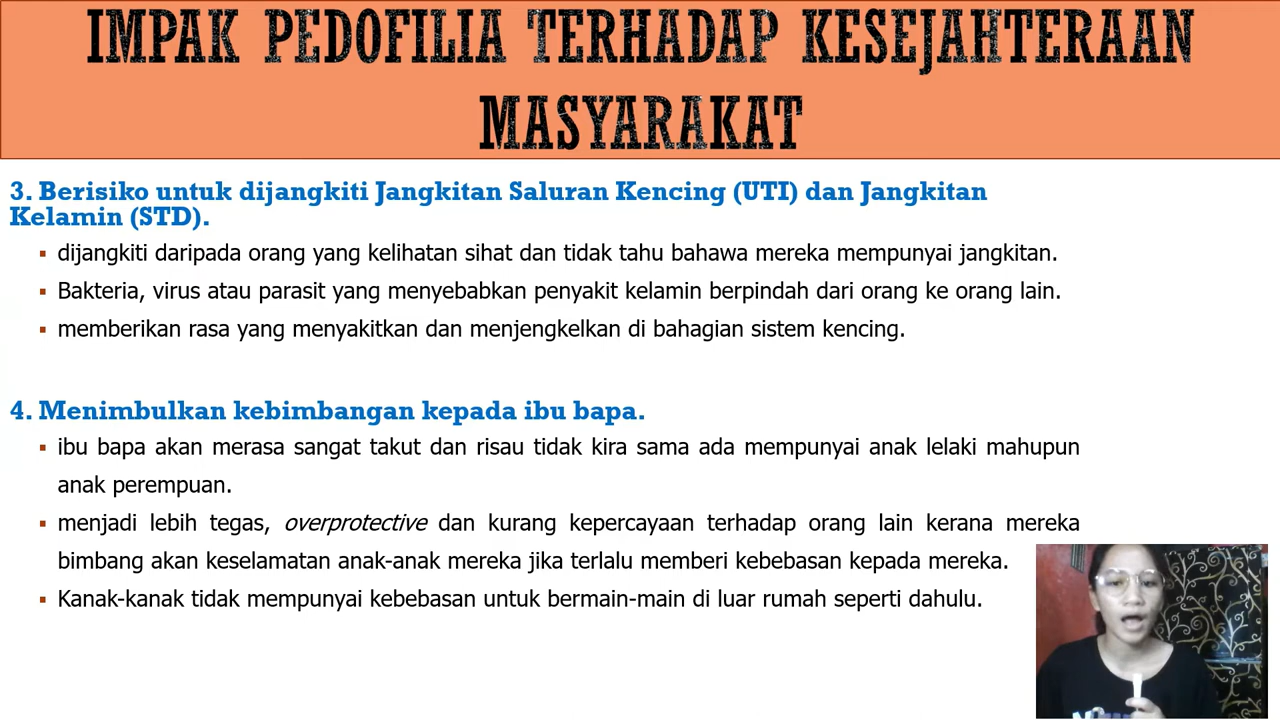 IMPAK PEDOFILIA TERHADAP KESEJAHTERAAN
MASYARAKAT
3. Berisiko untuk dijangkiti Jangkitan Saluran Kencing (UTI) dan Jangkitan
Kelamin (STD).
▪ dijangkiti daripada orang yang kelihatan sihat dan tidak tahu bahawa mereka mempunyai jangkitan.
▪ Bakteria, virus atau parasit yang menyebabkan penyakit kelamin berpindah dari orang ke orang lain.
▪ memberikan rasa yang menyakitkan dan menjengkelkan di bahagian sistem kencing.
4. Menimbulkan kebimbangan kepada ibu bapa.
▪ ibu bapa akan merasa sangat takut dan risau tidak kira sama ada mempunyai anak lelaki mahupun
anak perempuan.
▪ menjadi lebih tegas, overprotective dan kurang kepercayaan terhadap orang lain kerana mereka
bimbang akan keselamatan anak-anak mereka jika terlalu memberi kebebasan kepada mereka.
▪ Kanak-kanak tidak mempunyai kebebasan untuk bermain-main di luar rumah seperti dahulu.